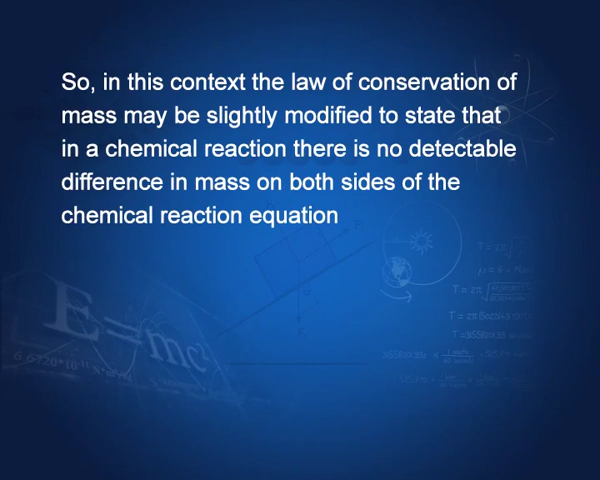 So, in this context the law of conservation of
mass may be slightly modified to state that
in a chemical reaction there is no detectable
difference in mass on both sides of the
chemical reaction equation
E=mc²